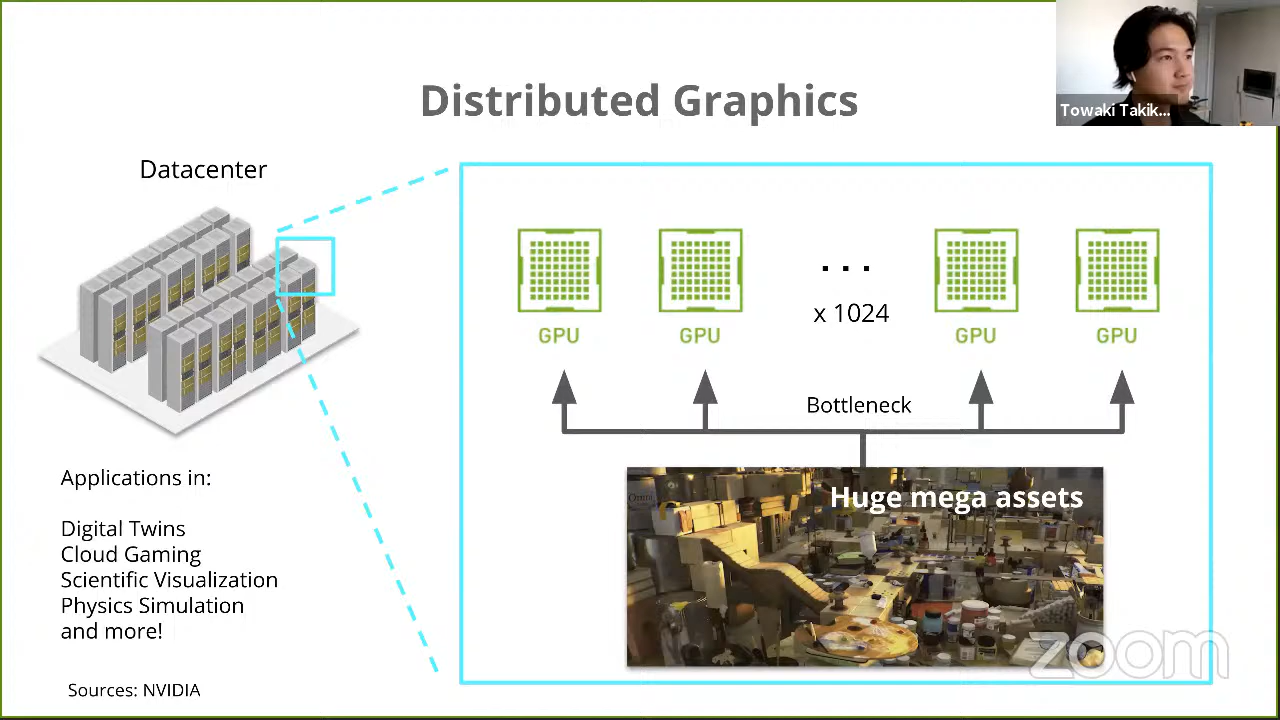 Distributed Graphics
Towaki Takik...
Datacenter
. . .
x 1024
GPU
GPU
GPU
GPU
Bottleneck
Huge mega assets
Applications in:
Digital Twins
Cloud Gaming
Scientific Visualization
Physics Simulation
and more!
Sources: NVIDIA
zoom